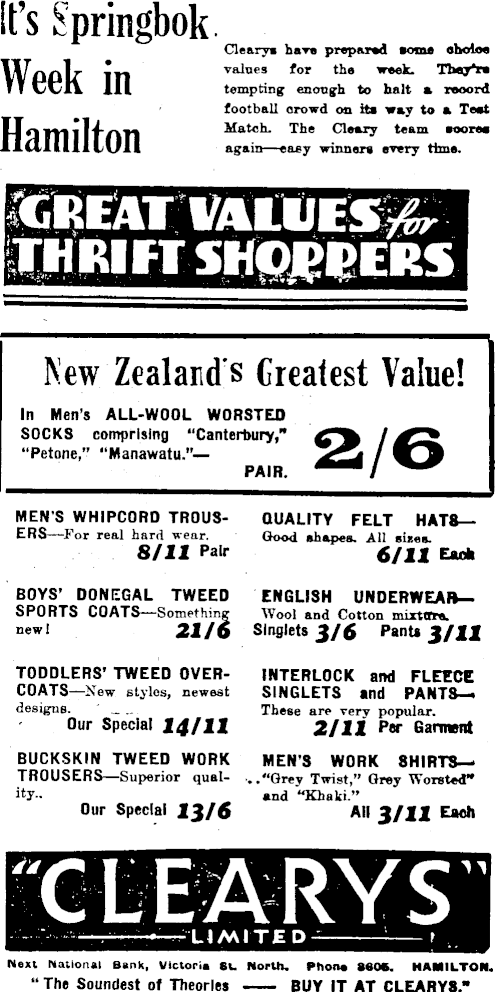 It's Springbok
Week in
Hamilton
Clearys have prepared some choice
values for the week. They're
tempting enough to halt a record
football crowd on its way to a Test
Match. The Cleary team scores
again—easy winners every time.
GREAT VALUES for
THRIFT SHOPPERS
New Zealand's Greatest Value!
In Men's ALL-WOOL WORSTED
SOCKS comprising "Canterbury,"
"Petone," "Manawatu."—
PAIR.
2/6
MEN'S WHIPCORD TROUS-
ERS—For real hard wear.
8/11 Pair
BOYS' DONEGAL TWEED
SPORTS COATS—Something
new! 21/6
TODDLERS' TWEED OVER-
COATS—New styles, newest
designs.
Our Special 14/11
BUCKSKIN TWEED WORK
TROUSERS—Superior qual-
ity..
Our Special 13/6
QUALITY FELT HATS—
Good shapes. All sizes.
6/11 Each
ENGLISH UNDERWEAR—
Wool and Cotton mixture.
Singlets 3/6 Pants 3/11
INTERLOCK and FLEECE
SINGLETS and PANTS—
These are very popular.
2/11 Per Garment
MEN'S WORK SHIRTS—
"Grey Twist," Grey Worsted"
and "Khaki."
All 3/11 Each
"CLEARYS"
LIMITED
Next National Bank, Victoria St. North. Phone 8605. HAMILTON.
"The Soundest of Theories —— BUY IT AT CLEARYS."